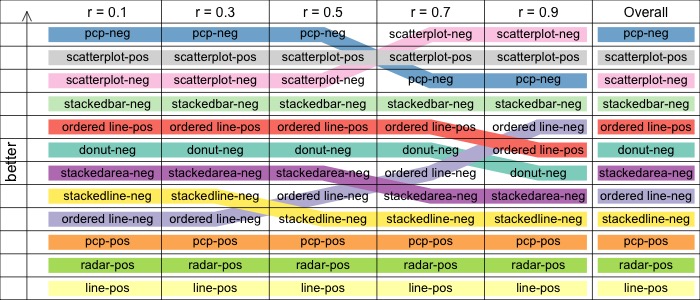 r = 0.1 r = 0.3 r = 0.5 r = 0.7 r = 0.9 Overall
pcp-neg pcp-neg pcp-neg scatterplot-neg scatterplot-neg pcp-neg
scatterplot-pos scatterplot-pos scatterplot-pos scatterplot-pos scatterplot-pos scatterplot-pos
scatterplot-neg scatterplot-neg scatterplot-neg pcp-neg pcp-neg scatterplot-neg
stackedbar-neg stackedbar-neg stackedbar-neg stackedbar-neg stackedbar-neg stackedbar-neg
ordered line-pos ordered line-pos ordered line-pos ordered line-pos ordered line-neg ordered line-pos
donut-neg donut-neg donut-neg donut-neg ordered line-pos donut-neg
stackedarea-neg stackedarea-neg stackedarea-neg ordered line-neg donut-neg stackedarea-neg
stackedline-neg stackedline-neg ordered line-neg stackedarea-neg stackedarea-neg ordered line-neg
ordered line-neg ordered line-neg stackedline-neg stackedline-neg stackedline-neg stackedline-neg
pcp-pos pcp-pos pcp-pos pcp-pos pcp-pos pcp-pos
radar-pos radar-pos radar-pos radar-pos radar-pos radar-pos
line-pos line-pos line-pos line-pos line-pos line-pos
better